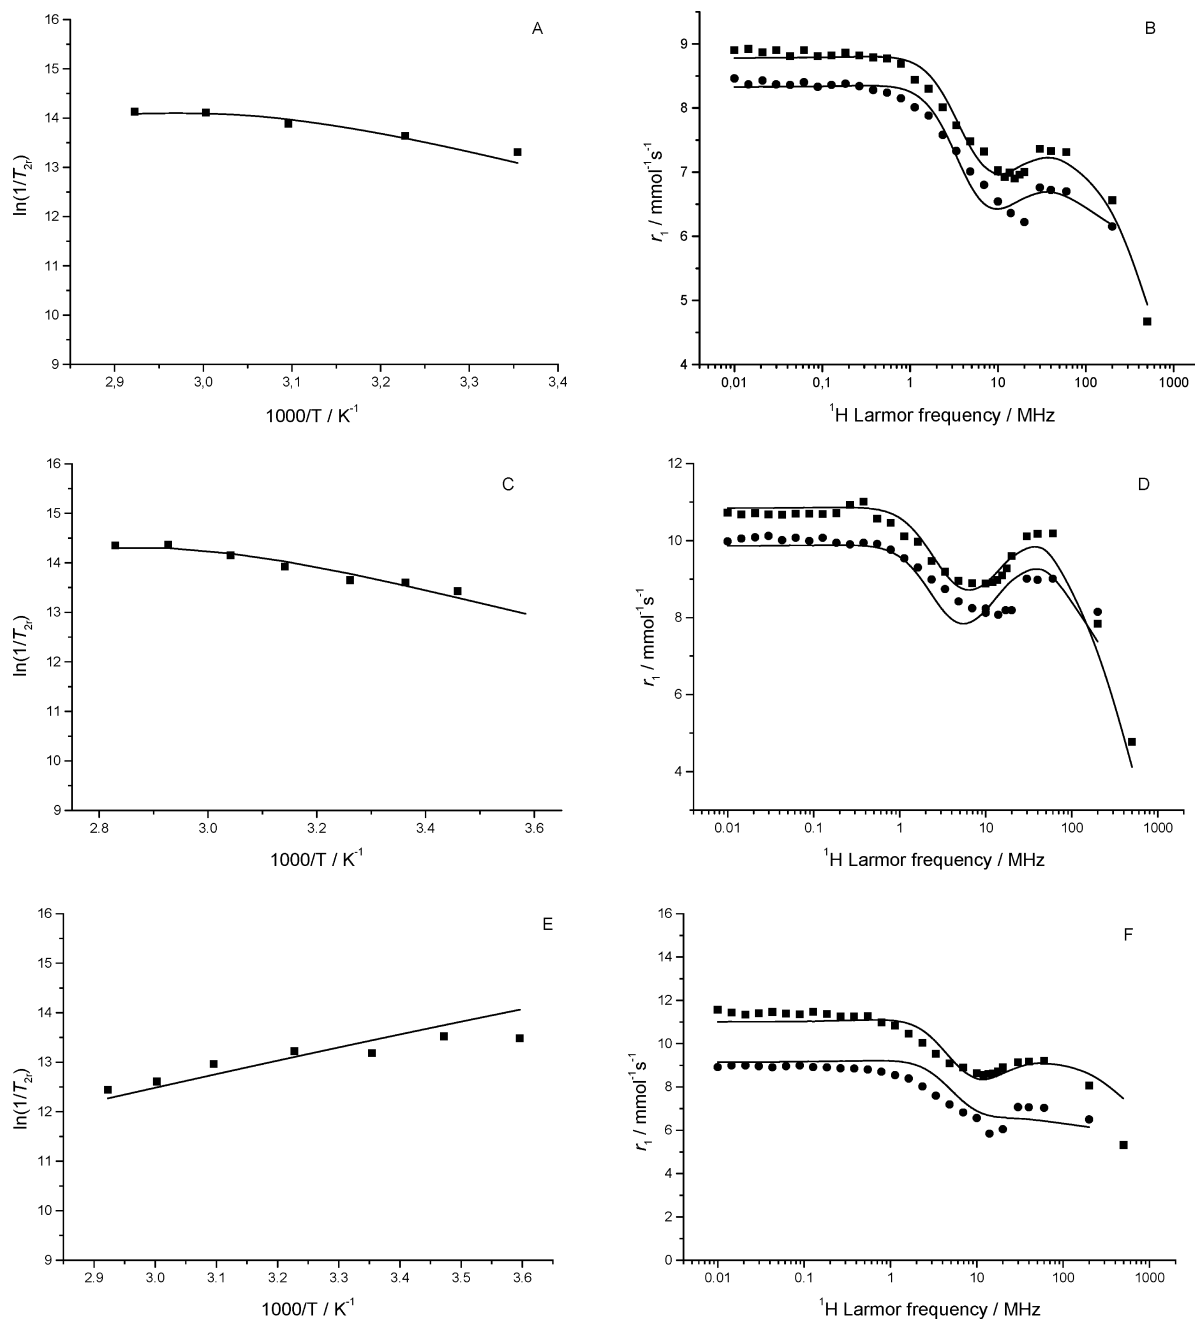 A
ln(1/T2r)
16
15
14
13
12
11
10
9
2,9 3,0 3,1 3,2 3,3 3,4
1000/T / K-1
B
r1 / mmol-1s-1
9
8
7
6
5
4
0,01 0,1 1 10 100 1000
1H Larmor frequency / MHz
C
ln(1/T2r)
16
15
14
13
12
11
10
9
2.8 3.0 3.2 3.4 3.6
1000/T / K-1
D
r1 / mmol-1s-1
12
10
8
6
4
0.01 0.1 1 10 100 1000
1H Larmor frequency / MHz
E
ln(1/T2r)
16
15
14
13
12
11
10
9
2.9 3.0 3.1 3.2 3.3 3.4 3.5 3.6
1000/T / K-1
F
r1 / mmol-1s-1
16
14
12
10
8
6
4
2
0
0.01 0.1 1 10 100 1000
1H Larmor frequency / MHz